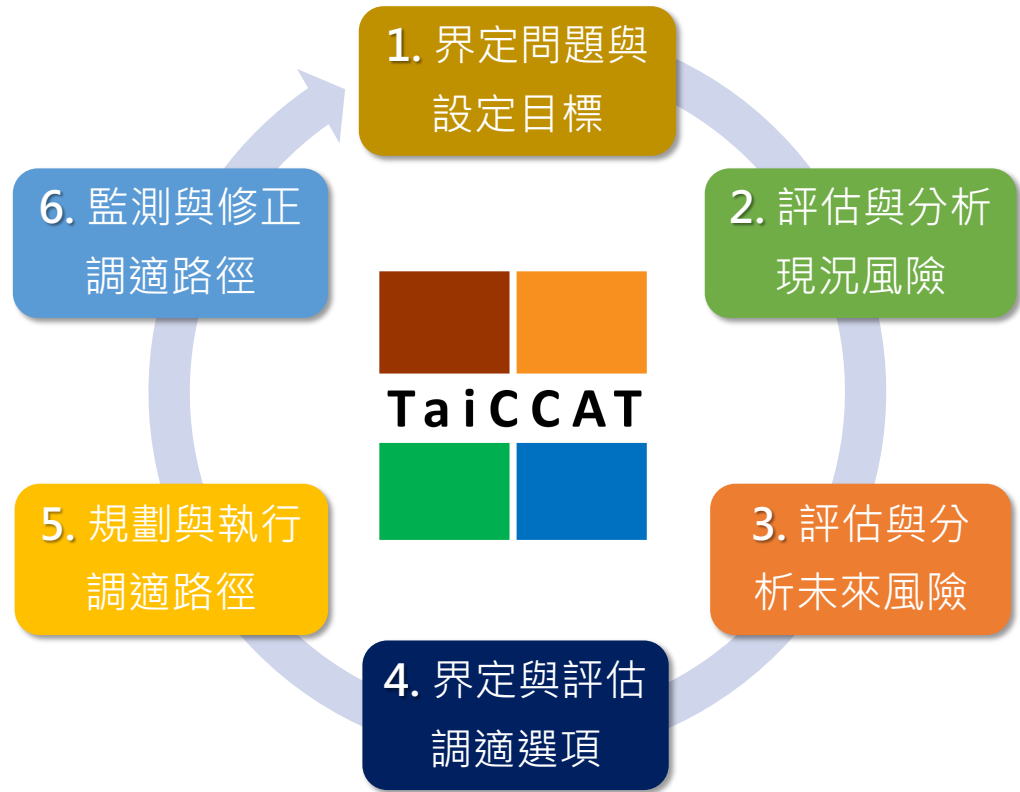 1. 界定問題與
設定目標
2. 評估與分析
現況風險
3. 評估與分
析未來風險
4. 界定與評估
調適選項
5. 規劃與執行
調適路徑
6. 監測與修正
調適路徑
TaiCCAT